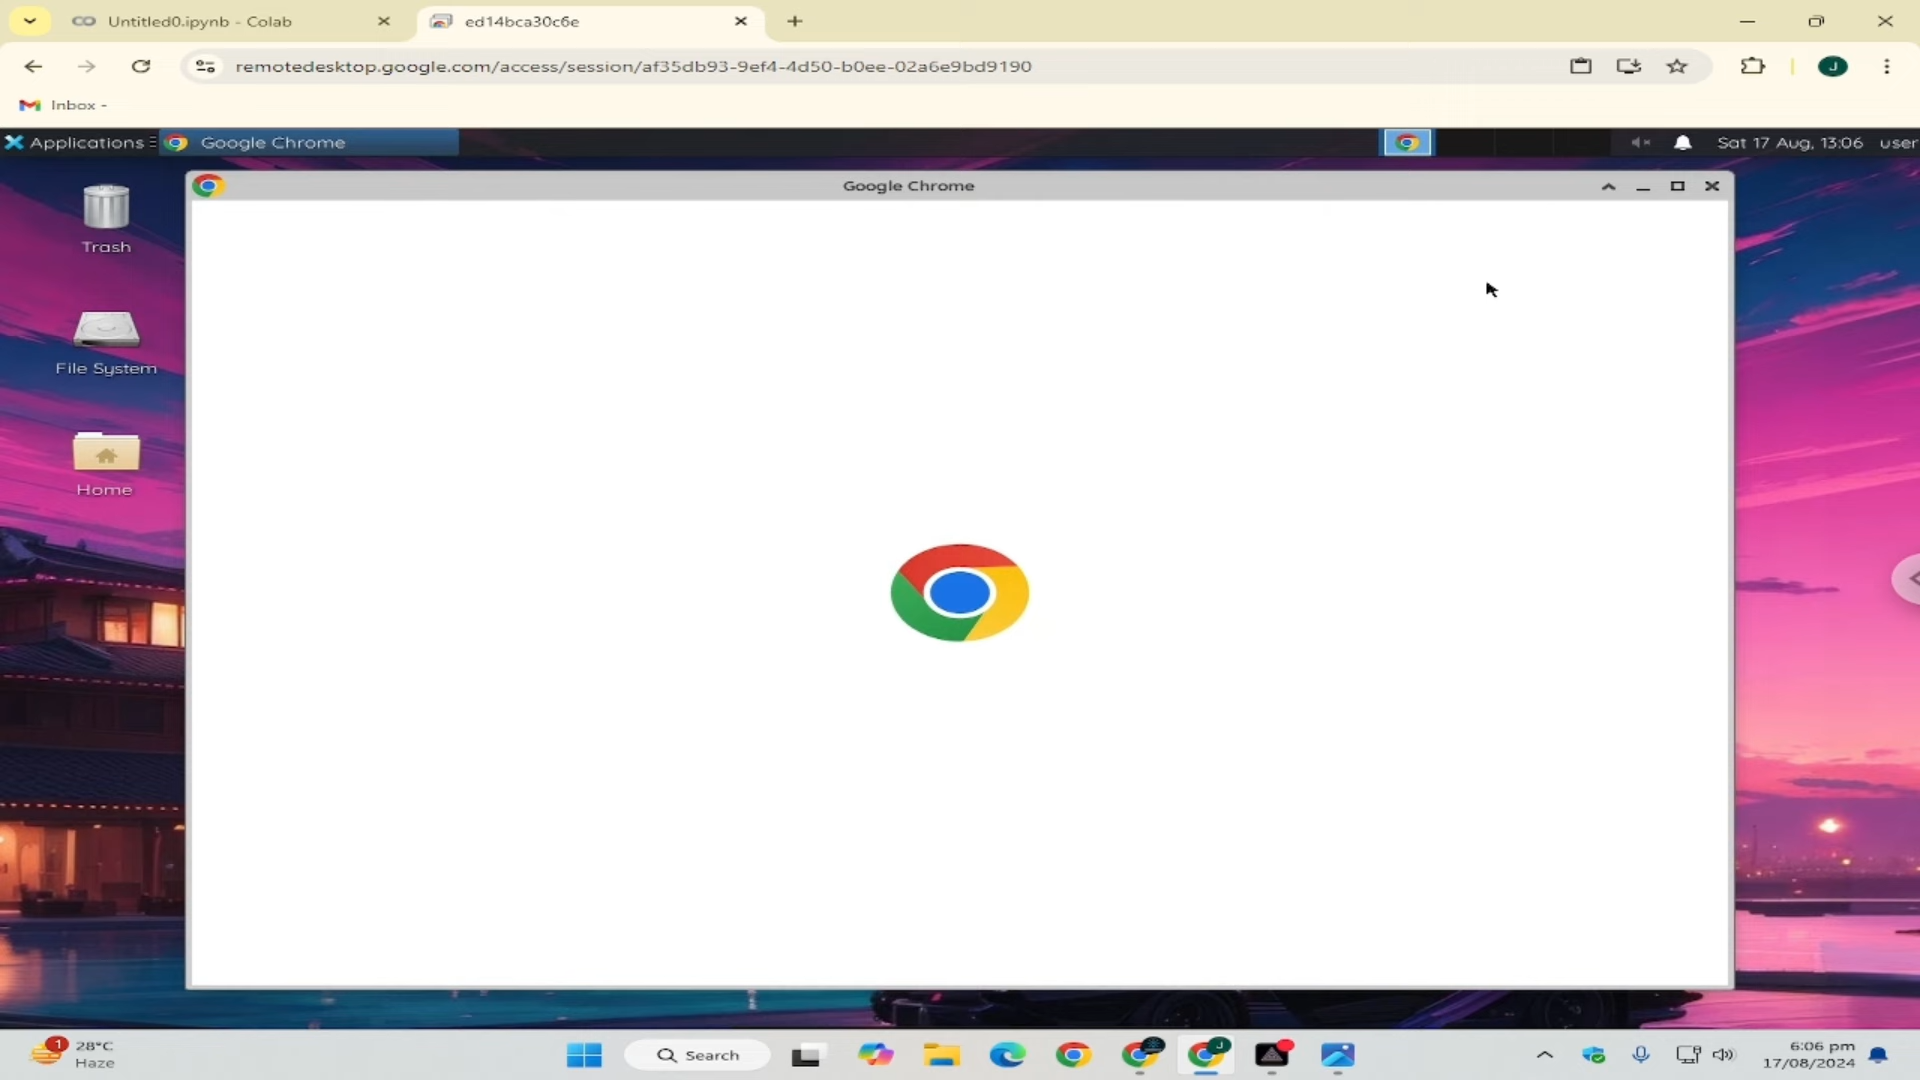 Untitled0.ipynb - Colab
ed14bca30c6e
remotedesktop.google.com/access/session/af35db93-9ef4-4d50-b0ee-02a6e9bd9190
J
Inbox -
Applications
Google Chrome
Sat 17 Aug, 13:06
user
Google Chrome
Trash
File System
Home
1
28°C
Haze
Search
J
6:06 pm
17/08/2024